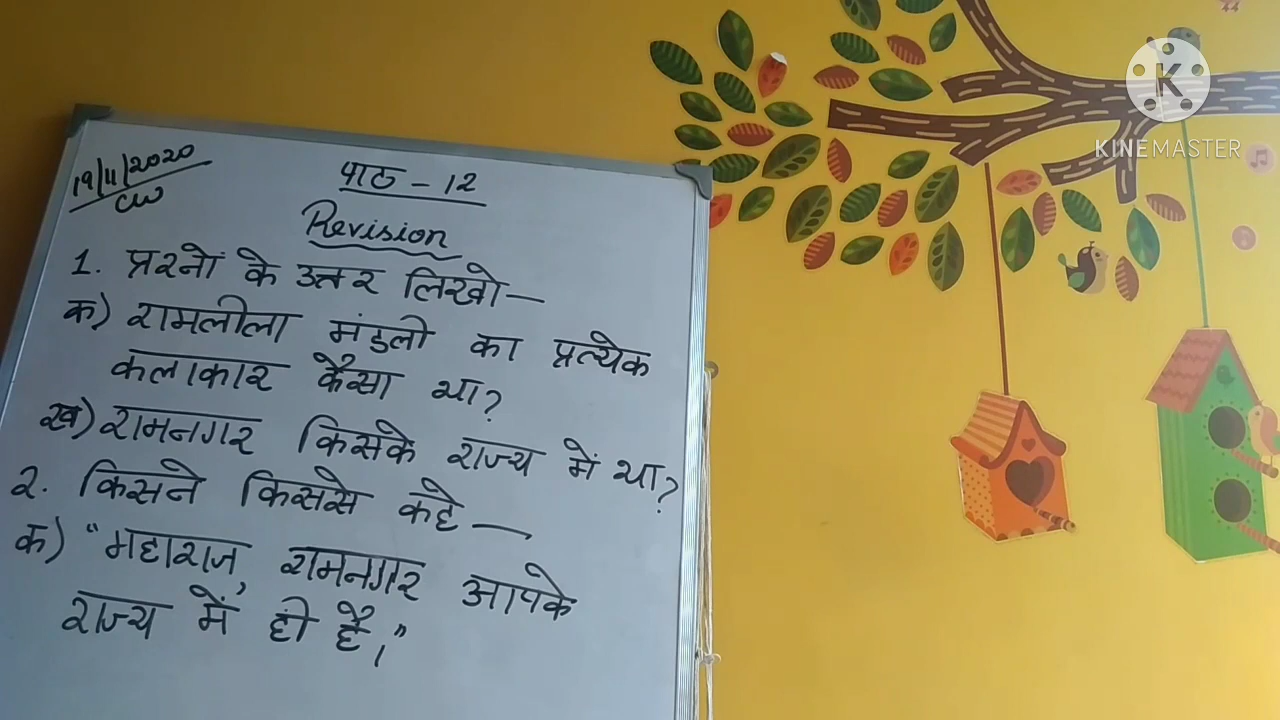 19/11/2020
CW
पाठ - 12
Revision
1. प्रश्नो के उत्तर लिखो—
क) रामलीला मंडली का प्रत्येक
कलाकार कैसा था?
ख) रामनगर किसके राज्य में था?
2. किसने किससे कहे —
क) “महाराज, रामनगर आपके
राज्य में ही है।”
K
KINEMASTER